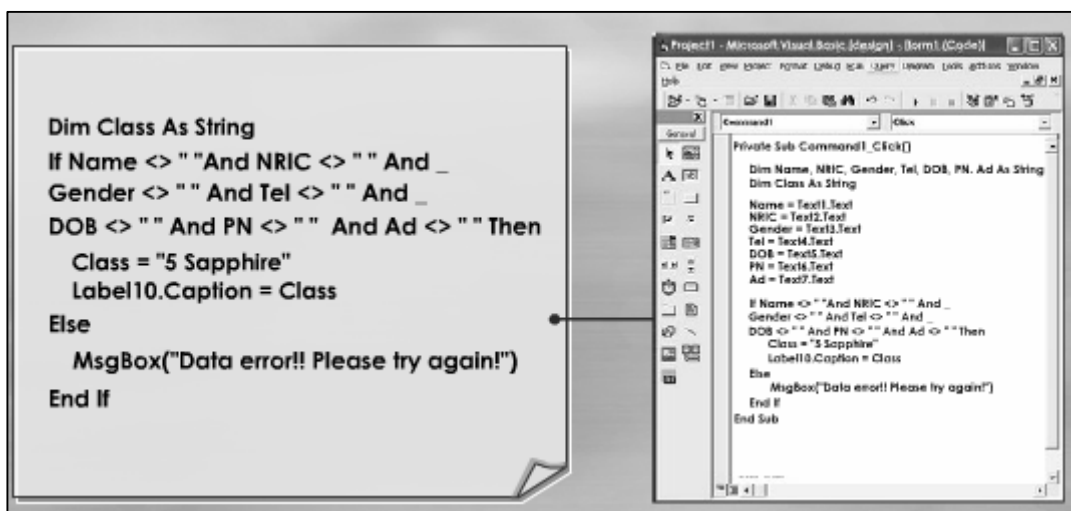 Dim Class As String
If Name <> " "And NRIC <> " " And _
Gender <> " " And Tel <> " " And _
DOB <> " " And PN <> " "  And Ad <> " " Then
Class = "5 Sapphire"
Label10.Caption = Class
Else
MsgBox("Data error!! Please try again!")
End If
Project1 - Microsoft Visual Basic [design] - (form1 (Code))
Help
General
Command1
Click
Private Sub Command1_Click()
Dim Name, NRIC, Gender, Tel, DOB, PN. Ad As String
Dim Class As String
Name = Text1.Text
NRIC = Text2.Text
Gender = Text3.Text
Tel = Text4.Text
DOB = Text5.Text
PN = Text6.Text
Ad = Text7.Text
If Name <> " "And NRIC <> " " And _
Gender <> " " And Tel <> " " And _
DOB <> " " And PN <> " " And Ad <> " " Then
Class = "5 Sapphire"
Label10.Caption = Class
Else
MsgBox("Data error!! Please try again!")
End If
End Sub